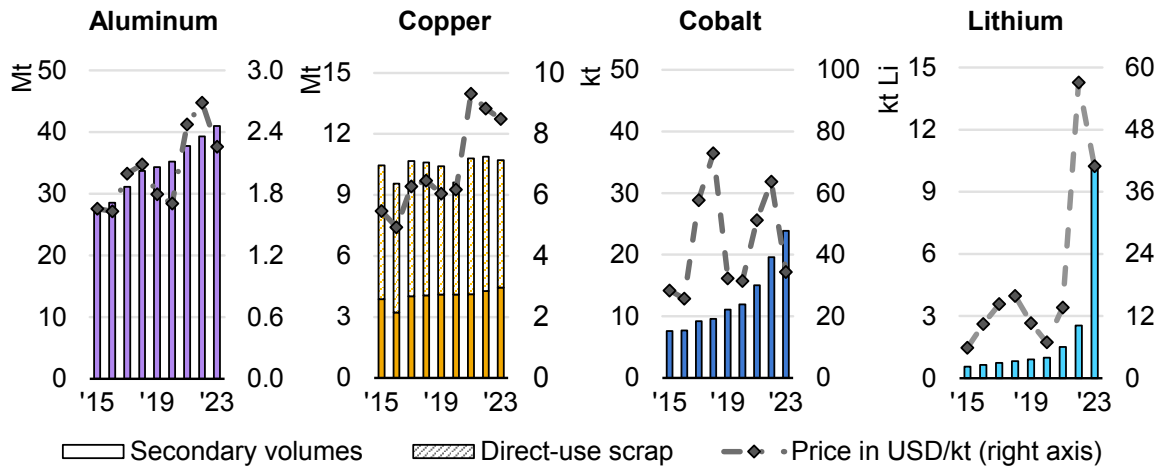 Aluminum Copper Cobalt Lithium
Mt Mt kt kt Li
50 3.0 15 10 50 100 15 60
40 2.4 12 8 40 80 12 48
30 1.8 9 6 30 60 9 36
20 1.2 6 4 20 40 6 24
10 0.6 3 2 10 20 3 12
0 0.0 0 0 0 0 0 0
'15 '19 '23 '15 '19 '23 '15 '19 '23 '15 '19 '23
Secondary volumes Direct-use scrap Price in USD/kt (right axis)